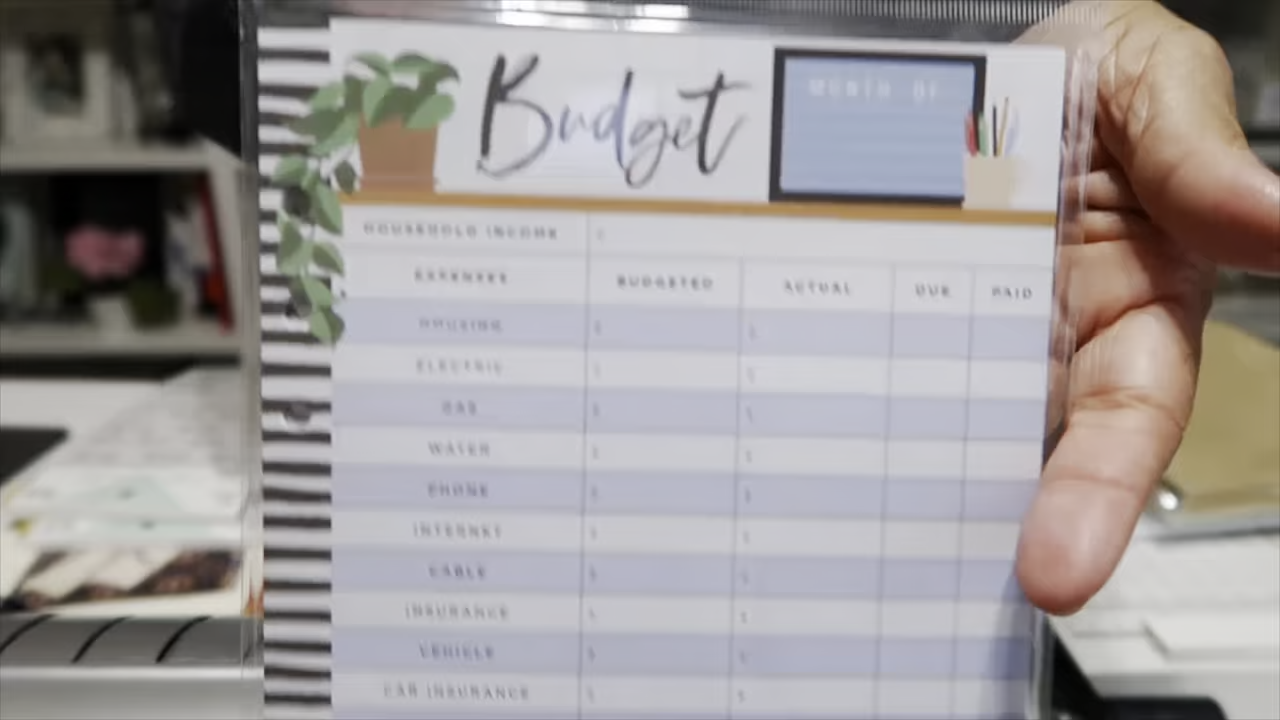 Budget
MONTH OF
HOUSEHOLD INCOME $
EXPENSES BUDGETED ACTUAL DUE PAID
HOUSING $ $
ELECTRIC $ $
GAS $ $
WATER $ $
PHONE $ $
INTERNET $ $
CABLE $ $
INSURANCE $ $
VEHICLE $ $
CAR INSURANCE $ $